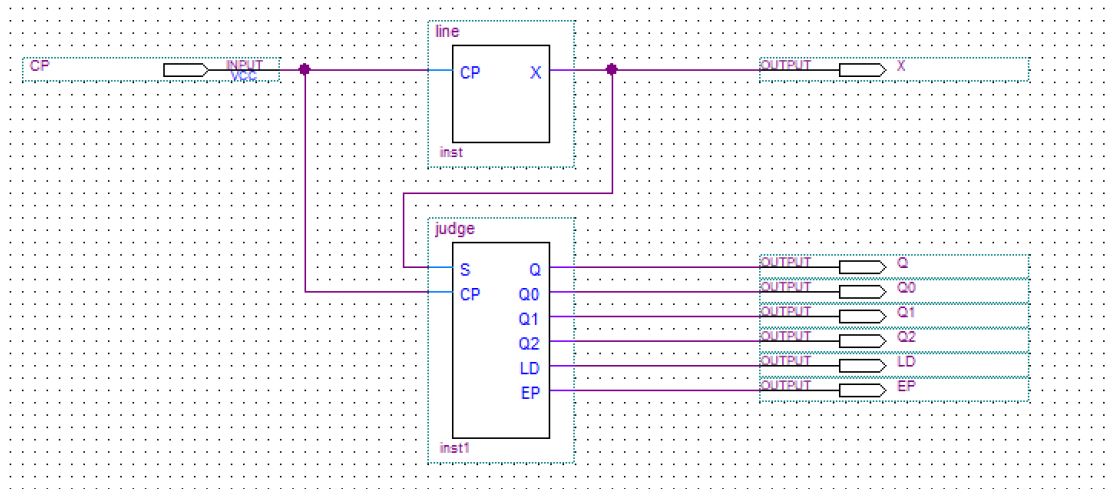 line
CP INPUT VCC
CP X
OUTPUT X
inst
judge
S Q
OUTPUT Q
CP Q0
OUTPUT Q0
Q1
OUTPUT Q1
Q2
OUTPUT Q2
LD
OUTPUT LD
EP
OUTPUT EP
inst1